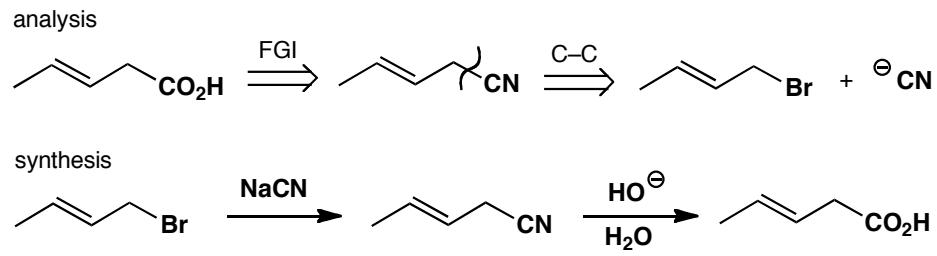 analysis
FGI C–C
CO₂H CN Br + ⊖CN
synthesis
NaCN HO⊖
Br CN H₂O CO₂H